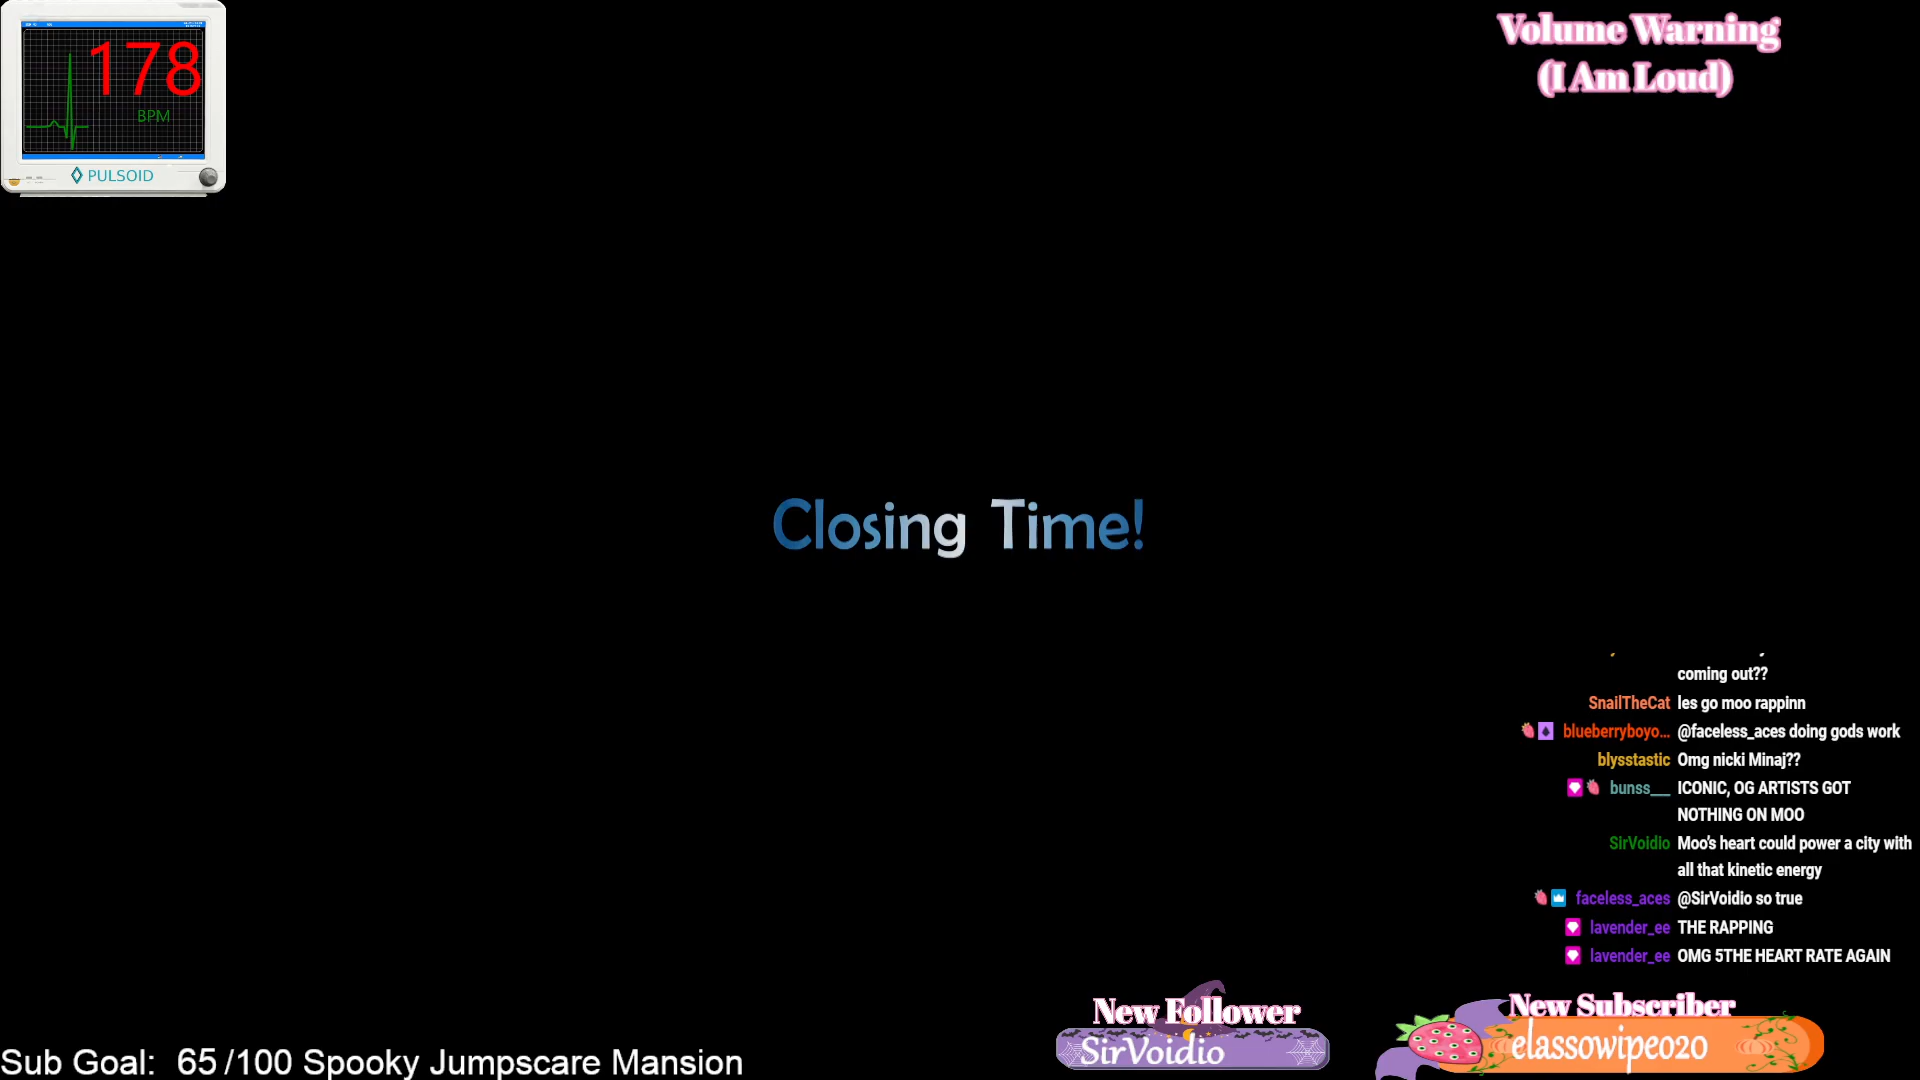 178
BPM
PULSOID
Volume Warning
(I Am Loud)
Closing Time!
coming out??
SnailTheCat les go moo rappinn
blueberryboyo... @faceless_aces doing gods work
blysstastic Omg nicki Minaj??
bunss___ ICONIC, OG ARTISTS GOT
NOTHING ON MOO
SirVoidio Moo's heart could power a city with
all that kinetic energy
faceless_aces @SirVoidio so true
lavender_ee THE RAPPING
lavender_ee OMG 5THE HEART RATE AGAIN
New Follower
SirVoidio
New Subscriber
elassowipe020
Sub Goal: 65 /100 Spooky Jumpscare Mansion